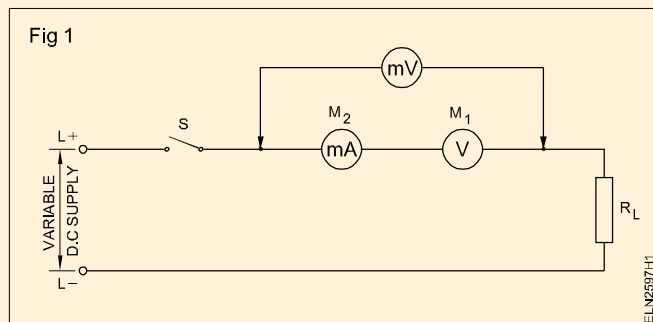 Fig 1
mV
M2
M1
S
L+
mA
V
VARIABLE
D.C SUPPLY
RL
L–
ELN2597H1